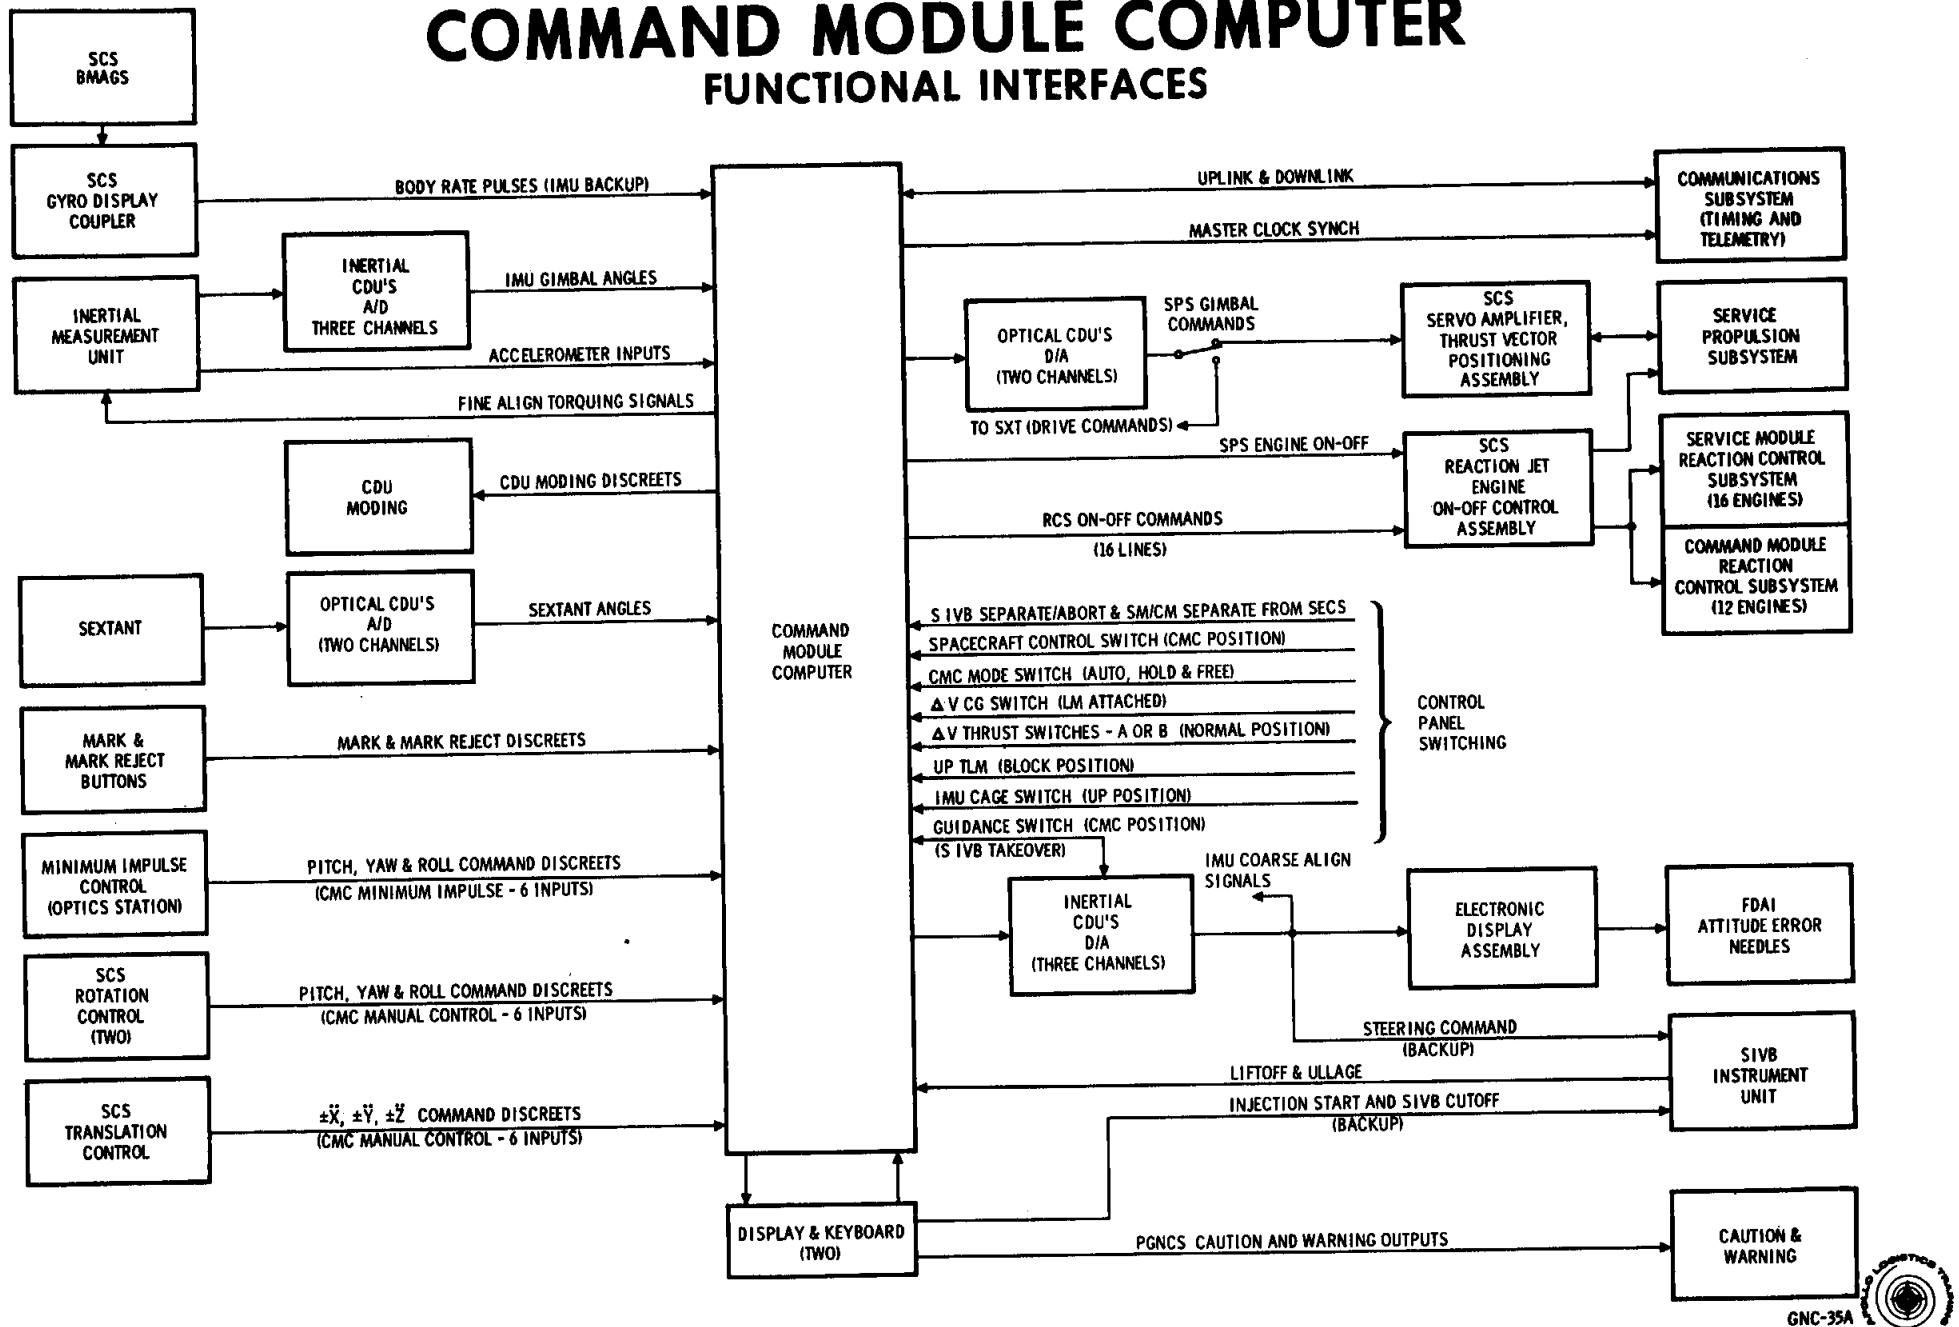 COMMAND MODULE COMPUTER
FUNCTIONAL INTERFACES
SCS
BMAGS
SCS
GYRO DISPLAY
COUPLER
BODY RATE PULSES (IMU BACKUP)
INERTIAL
CDU'S
A/D
THREE CHANNELS)
IMU GIMBAL ANGLES
INERTIAL
MEASUREMENT
UNIT
ACCELEROMETER INPUTS
FINE ALIGN TORQUING SIGNALS
CDU
MODING
CDU MODING DISCREETS
SEXTANT
OPTICAL CDU'S
A/D
(TWO CHANNELS)
SEXTANT ANGLES
MARK &
MARK REJECT
BUTTONS
MARK & MARK REJECT DISCREETS
MINIMUM IMPULSE
CONTROL
(OPTICS STATION)
PITCH, YAW & ROLL COMMAND DISCREETS
(CMC MINIMUM IMPULSE - 6 INPUTS)
SCS
ROTATION
CONTROL
(TWO)
PITCH, YAW & ROLL COMMAND DISCREETS
(CMC MANUAL CONTROL - 6 INPUTS)
SCS
TRANSLATION
CONTROL
±Ẍ, ±Ÿ, ±Z̈ COMMAND DISCREETS
(CMC MANUAL CONTROL - 6 INPUTS)
COMMAND
MODULE
COMPUTER
DISPLAY & KEYBOARD
(TWO)
UPLINK & DOWNLINK
MASTER CLOCK SYNCH
COMMUNICATIONS
SUBSYSTEM
(TIMING AND
TELEMETRY)
OPTICAL CDU'S
D/A
(TWO CHANNELS)
SPS GIMBAL
COMMANDS
TO SXT (DRIVE COMMANDS)
SCS
SERVO AMPLIFIER,
THRUST VECTOR
POSITIONING
ASSEMBLY
SERVICE
PROPULSION
SUBSYSTEM
SPS ENGINE ON-OFF
RCS ON-OFF COMMANDS
(16 LINES)
SCS
REACTION JET
ENGINE
ON-OFF CONTROL
ASSEMBLY
SERVICE MODULE
REACTION CONTROL
SUBSYSTEM
(16 ENGINES)
COMMAND MODULE
REACTION
CONTROL SUBSYSTEM
(12 ENGINES)
S IVB SEPARATE/ABORT & SM/CM SEPARATE FROM SECS
SPACECRAFT CONTROL SWITCH (CMC POSITION)
CMC MODE SWITCH (AUTO, HOLD & FREE)
Δ V CG SWITCH (LM ATTACHED)
Δ V THRUST SWITCHES - A OR B (NORMAL POSITION)
UP TLM (BLOCK POSITION)
IMU CAGE SWITCH (UP POSITION)
GUIDANCE SWITCH (CMC POSITION)
(S IVB TAKEOVER)
CONTROL
PANEL
SWITCHING
INERTIAL
CDU'S
D/A
(THREE CHANNELS)
IMU COARSE ALIGN
SIGNALS
ELECTRONIC
DISPLAY
ASSEMBLY
FDAI
ATTITUDE ERROR
NEEDLES
STEERING COMMAND
(BACKUP)
LIFTOFF & ULLAGE
INJECTION START AND SIVB CUTOFF
(BACKUP)
SIVB
INSTRUMENT
UNIT
PGNCS CAUTION AND WARNING OUTPUTS
CAUTION &
WARNING
GNC-35A